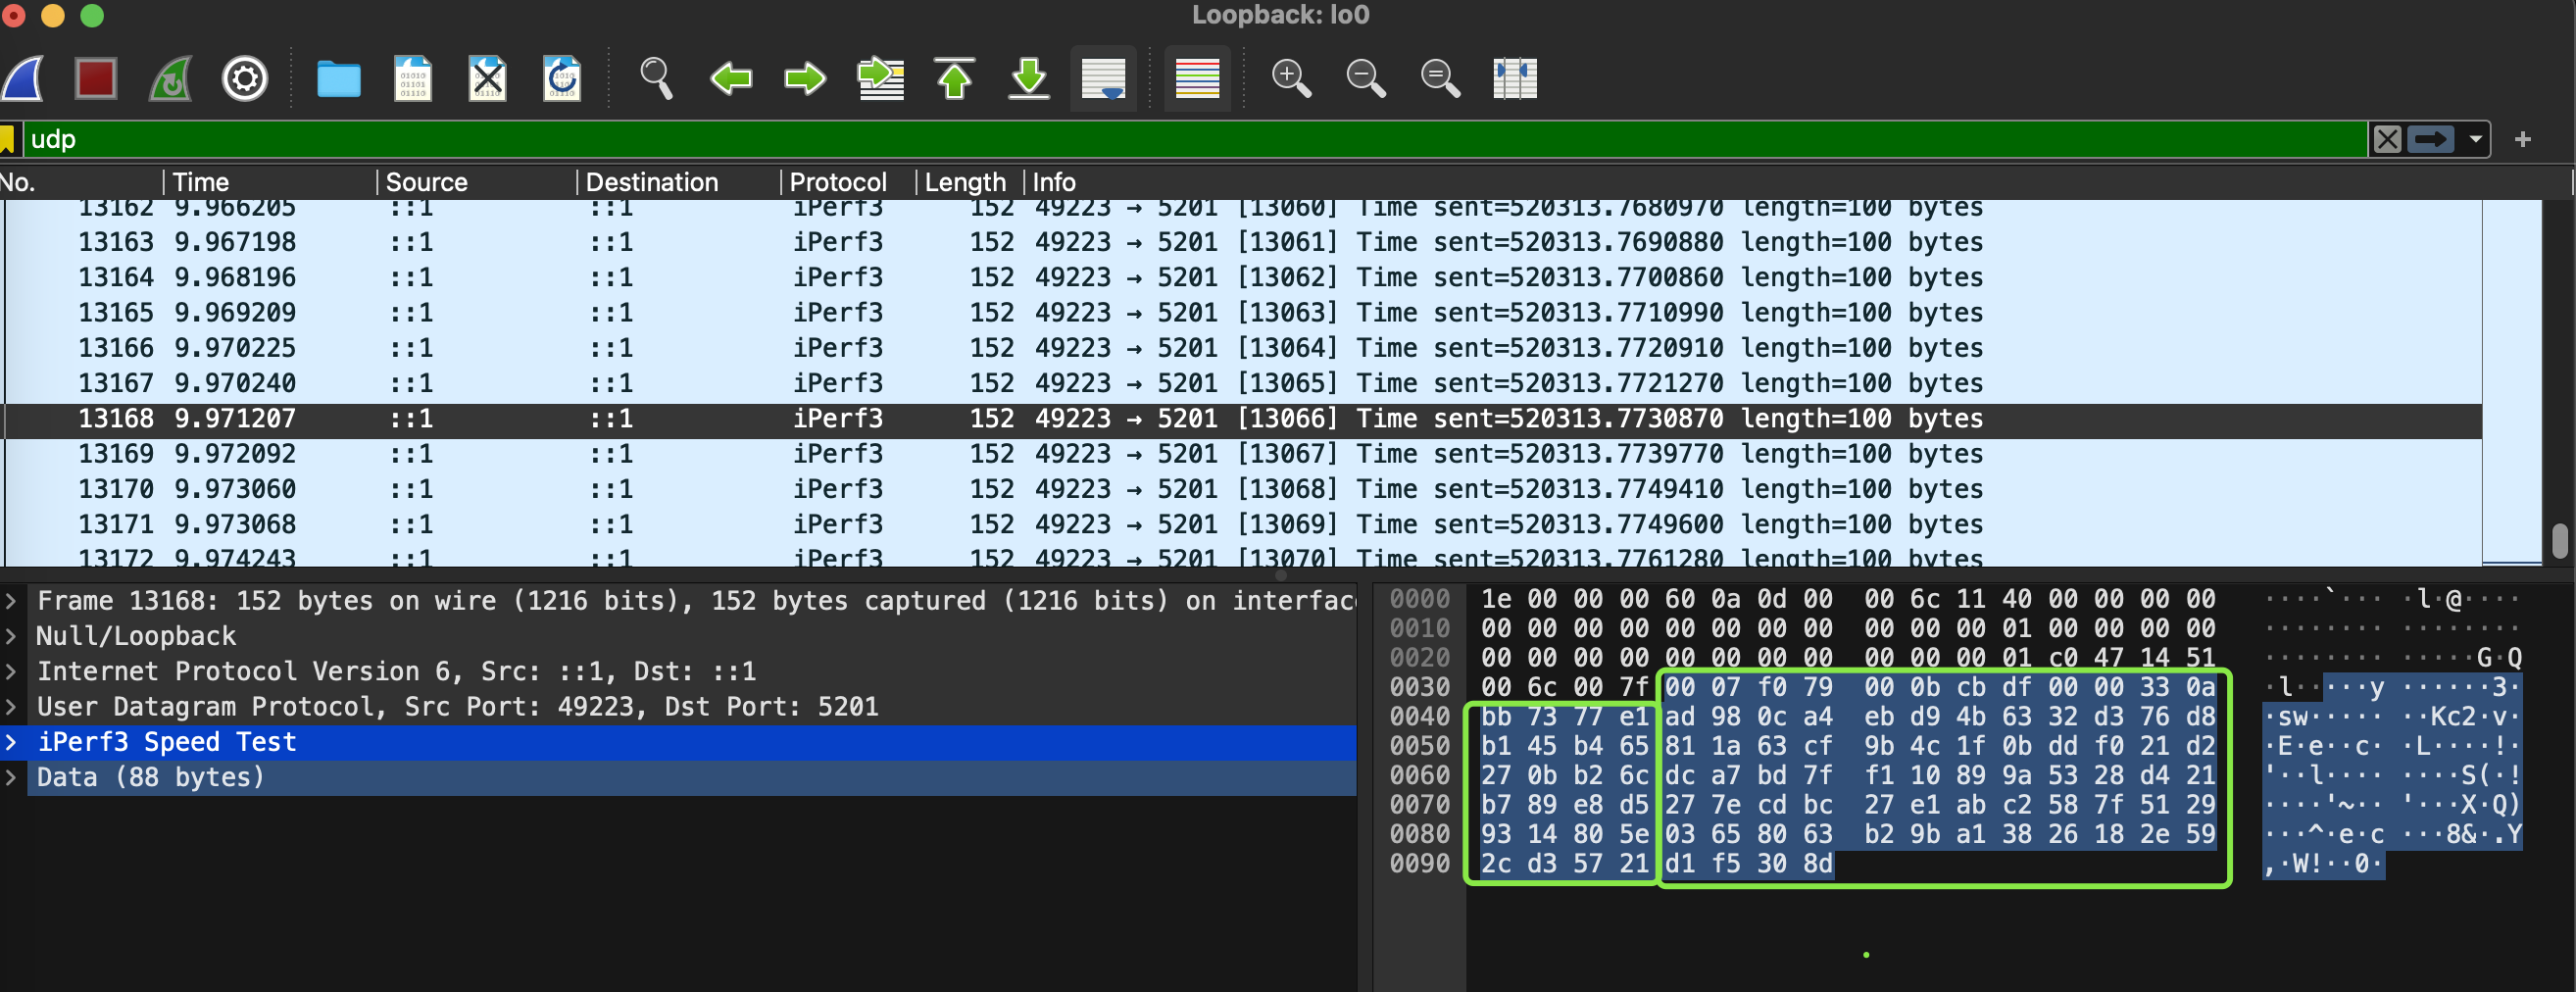 Loopback: lo0
udp
No. Time Source Destination Protocol Length Info
13162 9.966205 ::1 ::1 iPerf3 152 49223 → 5201 [13060] Time sent=520313.7680970 length=100 bytes
13163 9.967198 ::1 ::1 iPerf3 152 49223 → 5201 [13061] Time sent=520313.7690880 length=100 bytes
13164 9.968196 ::1 ::1 iPerf3 152 49223 → 5201 [13062] Time sent=520313.7700860 length=100 bytes
13165 9.969209 ::1 ::1 iPerf3 152 49223 → 5201 [13063] Time sent=520313.7710990 length=100 bytes
13166 9.970225 ::1 ::1 iPerf3 152 49223 → 5201 [13064] Time sent=520313.7720910 length=100 bytes
13167 9.970240 ::1 ::1 iPerf3 152 49223 → 5201 [13065] Time sent=520313.7721270 length=100 bytes
13168 9.971207 ::1 ::1 iPerf3 152 49223 → 5201 [13066] Time sent=520313.7730870 length=100 bytes
13169 9.972092 ::1 ::1 iPerf3 152 49223 → 5201 [13067] Time sent=520313.7739770 length=100 bytes
13170 9.973060 ::1 ::1 iPerf3 152 49223 → 5201 [13068] Time sent=520313.7749410 length=100 bytes
13171 9.973068 ::1 ::1 iPerf3 152 49223 → 5201 [13069] Time sent=520313.7749600 length=100 bytes
13172 9.974243 ::1 ::1 iPerf3 152 49223 → 5201 [13070] Time sent=520313.7761280 length=100 bytes
Frame 13168: 152 bytes on wire (1216 bits), 152 bytes captured (1216 bits) on interface
Null/Loopback
Internet Protocol Version 6, Src: ::1, Dst: ::1
User Datagram Protocol, Src Port: 49223, Dst Port: 5201
iPerf3 Speed Test
Data (88 bytes)
0000 1e 00 00 00 60 0a 0d 00 00 6c 11 40 00 00 00 00 ····`··· ·l·@····
0010 00 00 00 00 00 00 00 00 00 00 00 01 00 00 00 00 ········ ········
0020 00 00 00 00 00 00 00 00 00 00 00 01 c0 47 14 51 ········ ·····G·Q
0030 00 6c 00 7f 00 07 f0 79 00 0b cb df 00 00 33 0a ·l·····y ······3·
0040 bb 73 77 e1 ad 98 0c a4 eb d9 4b 63 32 d3 76 d8 ·sw····· ··Kc2·v·
0050 b1 45 b4 65 81 1a 63 cf 9b 4c 1f 0b dd f0 21 d2 ·E·e··c· ·L····!·
0060 27 0b b2 6c dc a7 bd 7f f1 10 89 9a 53 28 d4 21 '··l···· ····S(·!
0070 b7 89 e8 d5 27 7e cd bc 27 e1 ab c2 58 7f 51 29 ····'~·· '···X·Q)
0080 93 14 80 5e 03 65 80 63 b2 9b a1 38 26 18 2e 59 ···^·e·c ···8&·.Y
0090 2c d3 57 21 d1 f5 30 8d ,·W!··0·